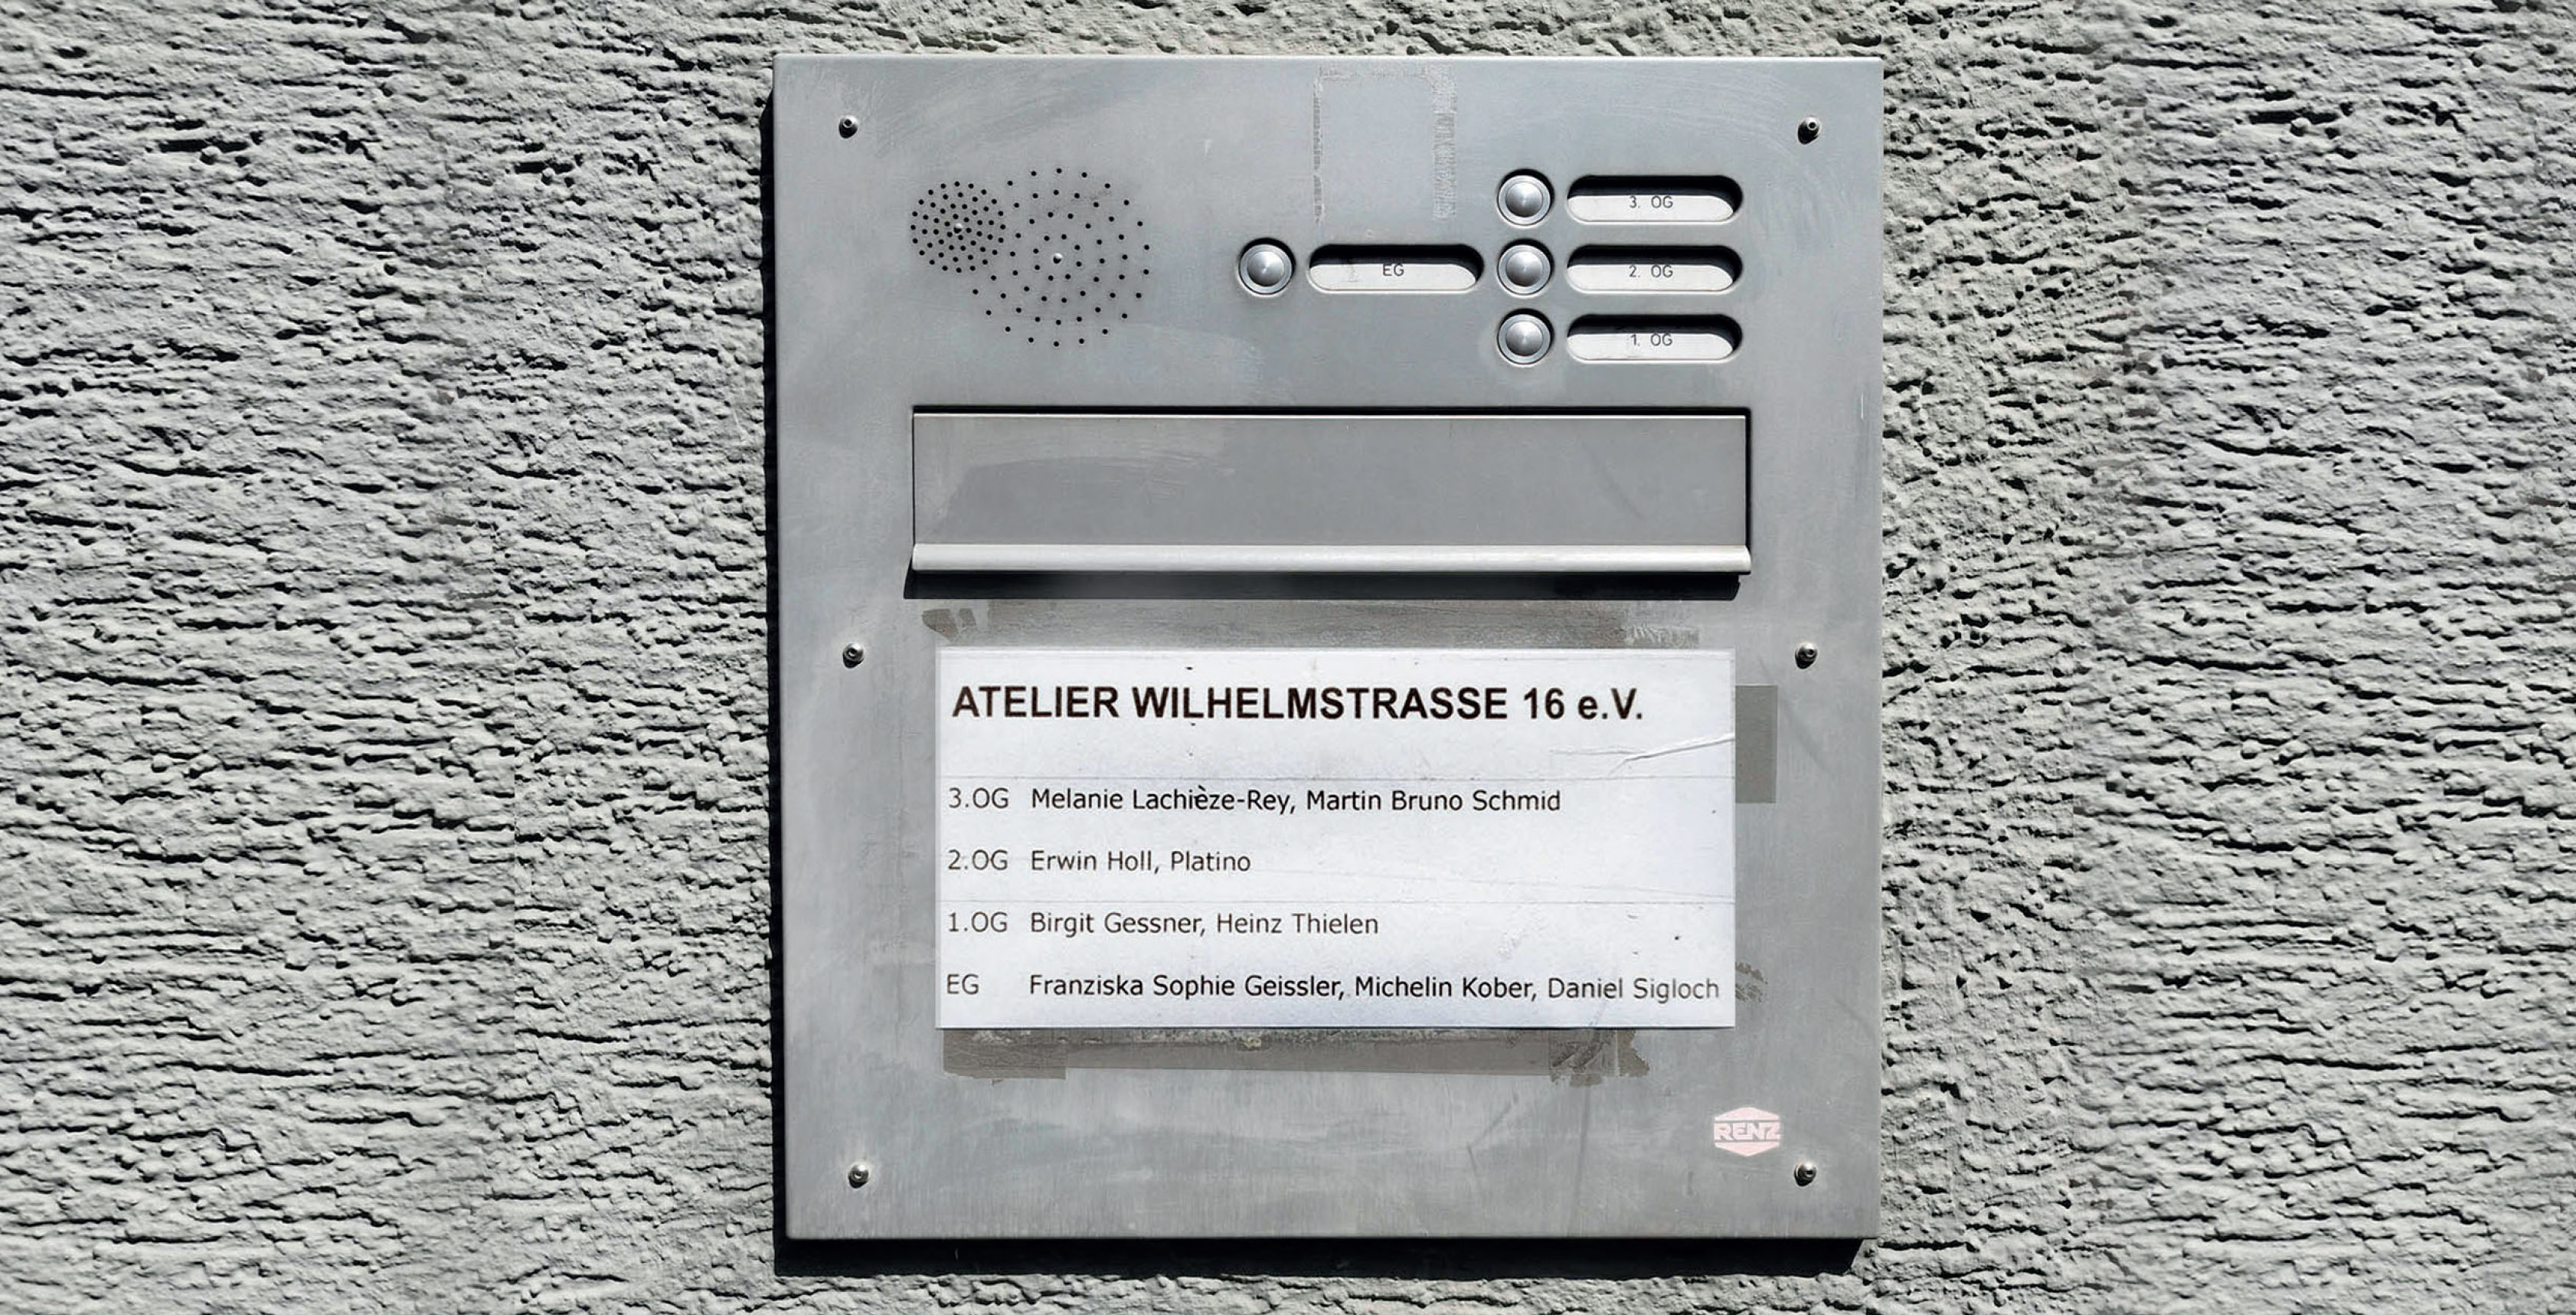 3. OG
EG
2. OG
1. OG
ATELIER WILHELMSTRASSE 16 e.V.
3.OG Melanie Lachièze-Rey, Martin Bruno Schmid
2.OG Erwin Holl, Platino
1.OG Birgit Gessner, Heinz Thielen
EG Franziska Sophie Geissler, Michelin Kober, Daniel Sigloch
RENZ